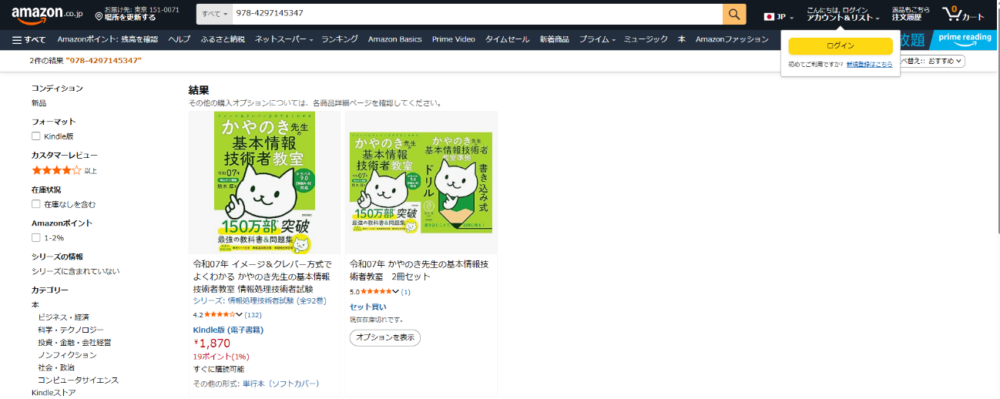 amazon.co.jp
お届け先: 東京 151-0071
場所を更新する
すべて
978-4297145347
JP
こんにちは, ログイン
アカウント&リスト
返品もこちら
注文履歴
0
カート
すべて
Amazonポイント: 残高を確認
ヘルプ
ふるさと納税
ネットスーパー
ランキング
Amazon Basics
Prime Video
タイムセール
新着商品
プライム
ミュージック
本
Amazonファッション
放題
prime reading
ログイン
初めてご利用ですか? 新規登録はこちら
2件の結果 "978-4297145347"
べ替え:: おすすめ
コンディション
新品
フォーマット
Kindle版
カスタマーレビュー
以上
在庫状況
在庫なしを含む
Amazonポイント
1-2%
シリーズの情報
シリーズに含まれていない
カテゴリー
本
ビジネス・経済
科学・テクノロジー
投資・金融・会社経営
ノンフィクション
社会・政治
コンピュータサイエンス
Kindleストア
結果
その他の購入オプションについては、各商品詳細ページを確認してください。
かやのき先生の
基本情報
技術者教室
令和07年
シラバス
9.0
対応
150万部突破
最強の教科書&問題集
令和07年 イメージ&クレバー方式で
よくわかる かやのき先生の基本情報
技術者教室 情報処理技術者試験
シリーズ: 情報処理技術者試験 (全92巻)
4.2
(132)
Kindle版 (電子書籍)
¥1,870
19ポイント(1%)
すぐに購読可能
その他の形式: 単行本（ソフトカバー）
かやのき先生の
基本情報
技術者教室
令和07年
150万部突破
最強の教科書&問題集
かやのき先生の
基本情報技術者
教室準拠
書き込み式
ドリル
令和07年 かやのき先生の基本情報技
術者教室　2冊セット
5.0
(1)
セット買い
現在在庫切れです。
オプションを表示